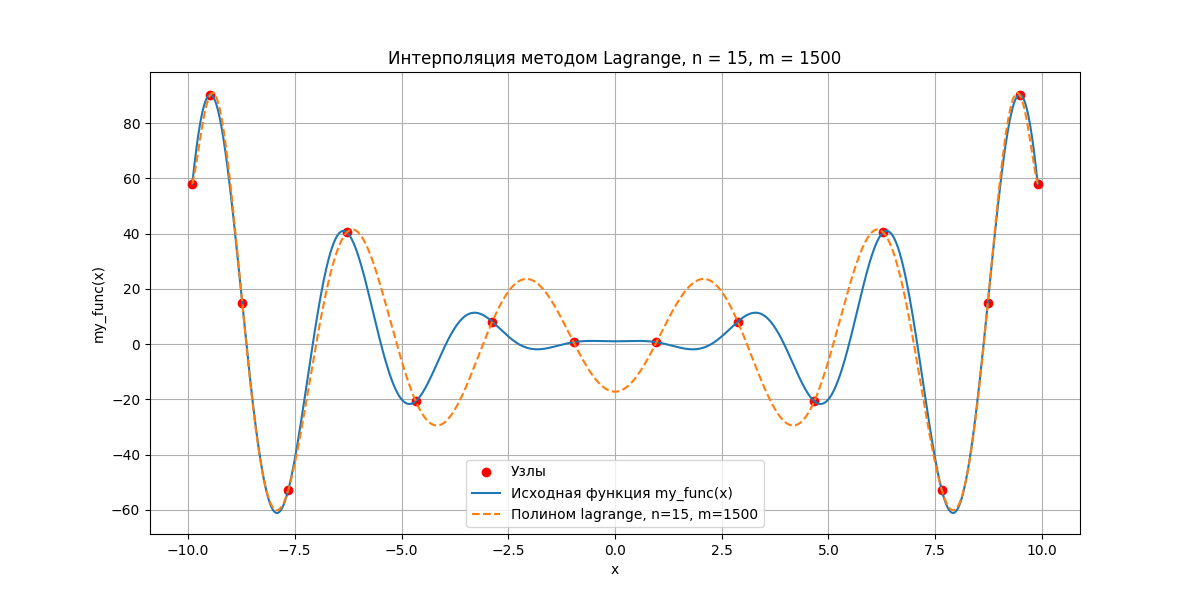 Интерполяция методом Lagrange, n = 15, m = 1500
my_func(x)
80
60
40
20
0
−20
−40
−60
Узлы
Исходная функция my_func(x)
Полином lagrange, n=15, m=1500
−10.0 −7.5 −5.0 −2.5 0.0 2.5 5.0 7.5 10.0
x